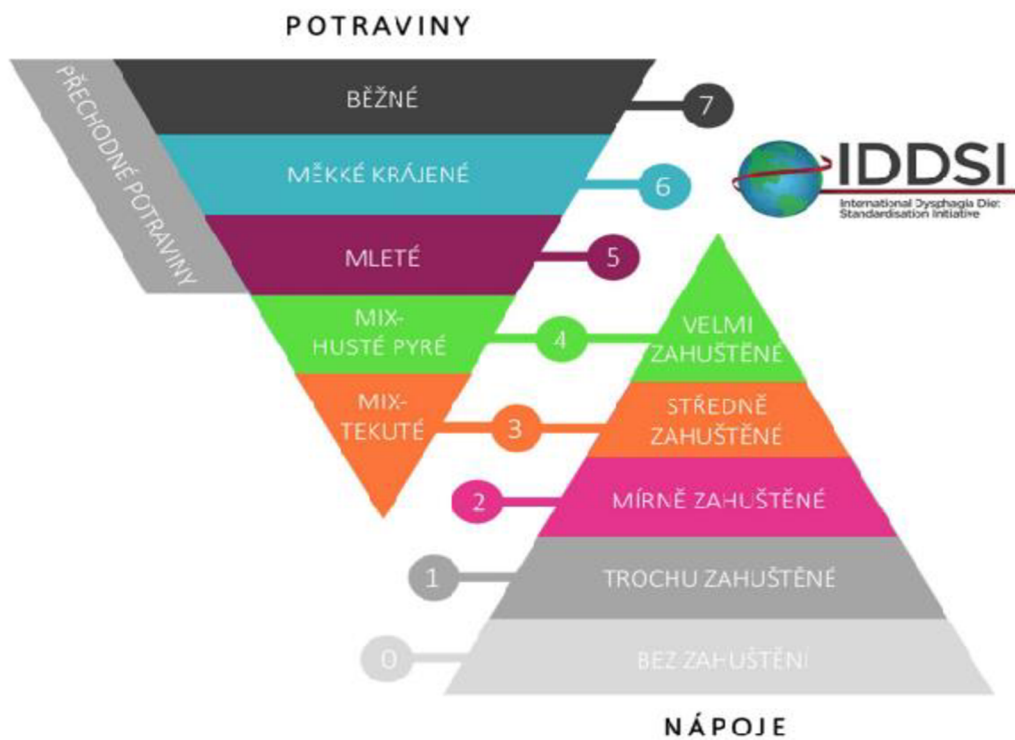 POTRAVINY
PŘECHODNÉ POTRAVINY
BĚŽNÉ
7
MĚKKÉ KRÁJENÉ
6
IDDSI
International Dysphagia Diet
Standardisation Initiative
MLETÉ
5
MIX-
HUSTÉ PYRÉ
4
VELMI
ZAHUŠTĚNÉ
MIX-
TEKUTÉ
3
STŘEDNĚ
ZAHUŠTĚNÉ
2
MÍRNĚ ZAHUŠTĚNÉ
1
TROCHU ZAHUŠTĚNÉ
0
BEZ ZAHUŠTĚNÍ
NÁPOJE